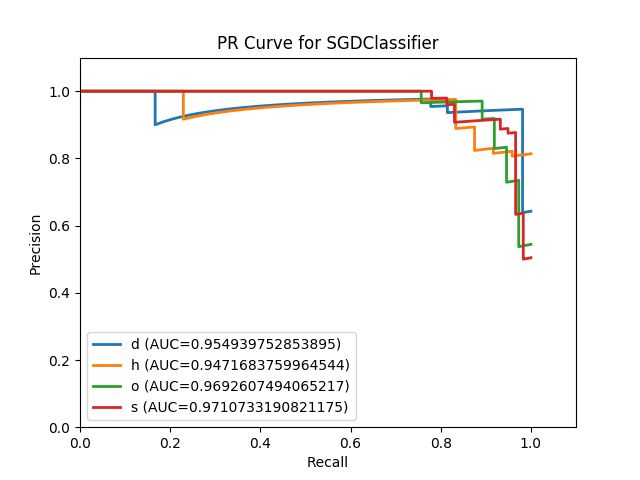 PR Curve for SGDClassifier
1.0
0.8
0.6
0.4
0.2
0.0
Precision
d (AUC=0.954939752853895)
h (AUC=0.9471683759964544)
o (AUC=0.9692607494065217)
s (AUC=0.9710733190821175)
0.0 0.2 0.4 0.6 0.8 1.0
Recall